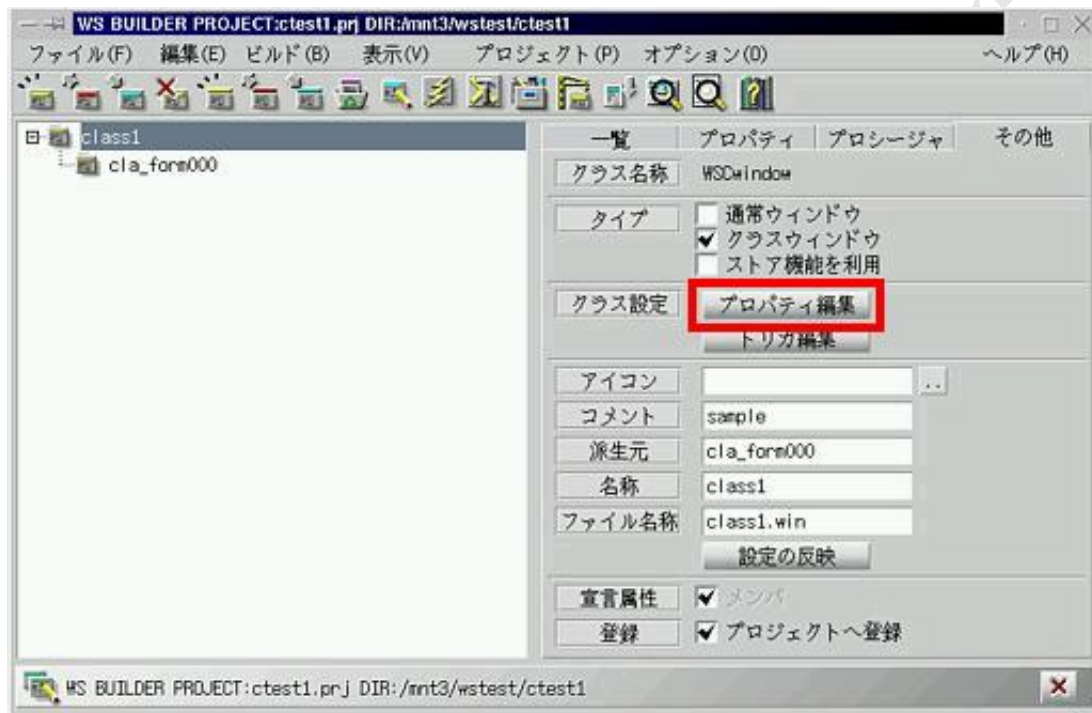 WS BUILDER PROJECT:ctest1.prj DIR:/mnt3/wstest/ctest1
ファイル(F) 編集(E) ビルド(B) 表示(V) プロジェクト(P) オプション(O) ヘルプ(H)
class1
cla_form000
一覧 プロパティ プロシージャ その他
クラス名称 WSCwindow
タイプ 通常ウィンドウ
クラスウィンドウ
ストア機能を利用
クラス設定 プロパティ編集
トリガ編集
アイコン ..
コメント sample
派生元 cla_form000
名称 class1
ファイル名称 class1.win
設定の反映
宣言属性 メンバ
登録 プロジェクトへ登録
WS BUILDER PROJECT:ctest1.prj DIR:/mnt3/wstest/ctest1